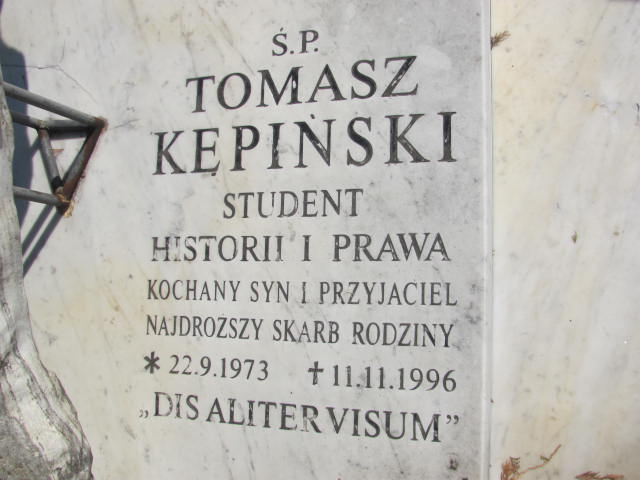 Ś.P.
TOMASZ
KĘPIŃSKI
STUDENT
HISTORII I PRAWA
KOCHANY SYN I PRZYJACIEL
NAJDROŻSZY SKARB RODZINY
* 22.9.1973 † 11.11.1996
„DIS ALITER VISUM”